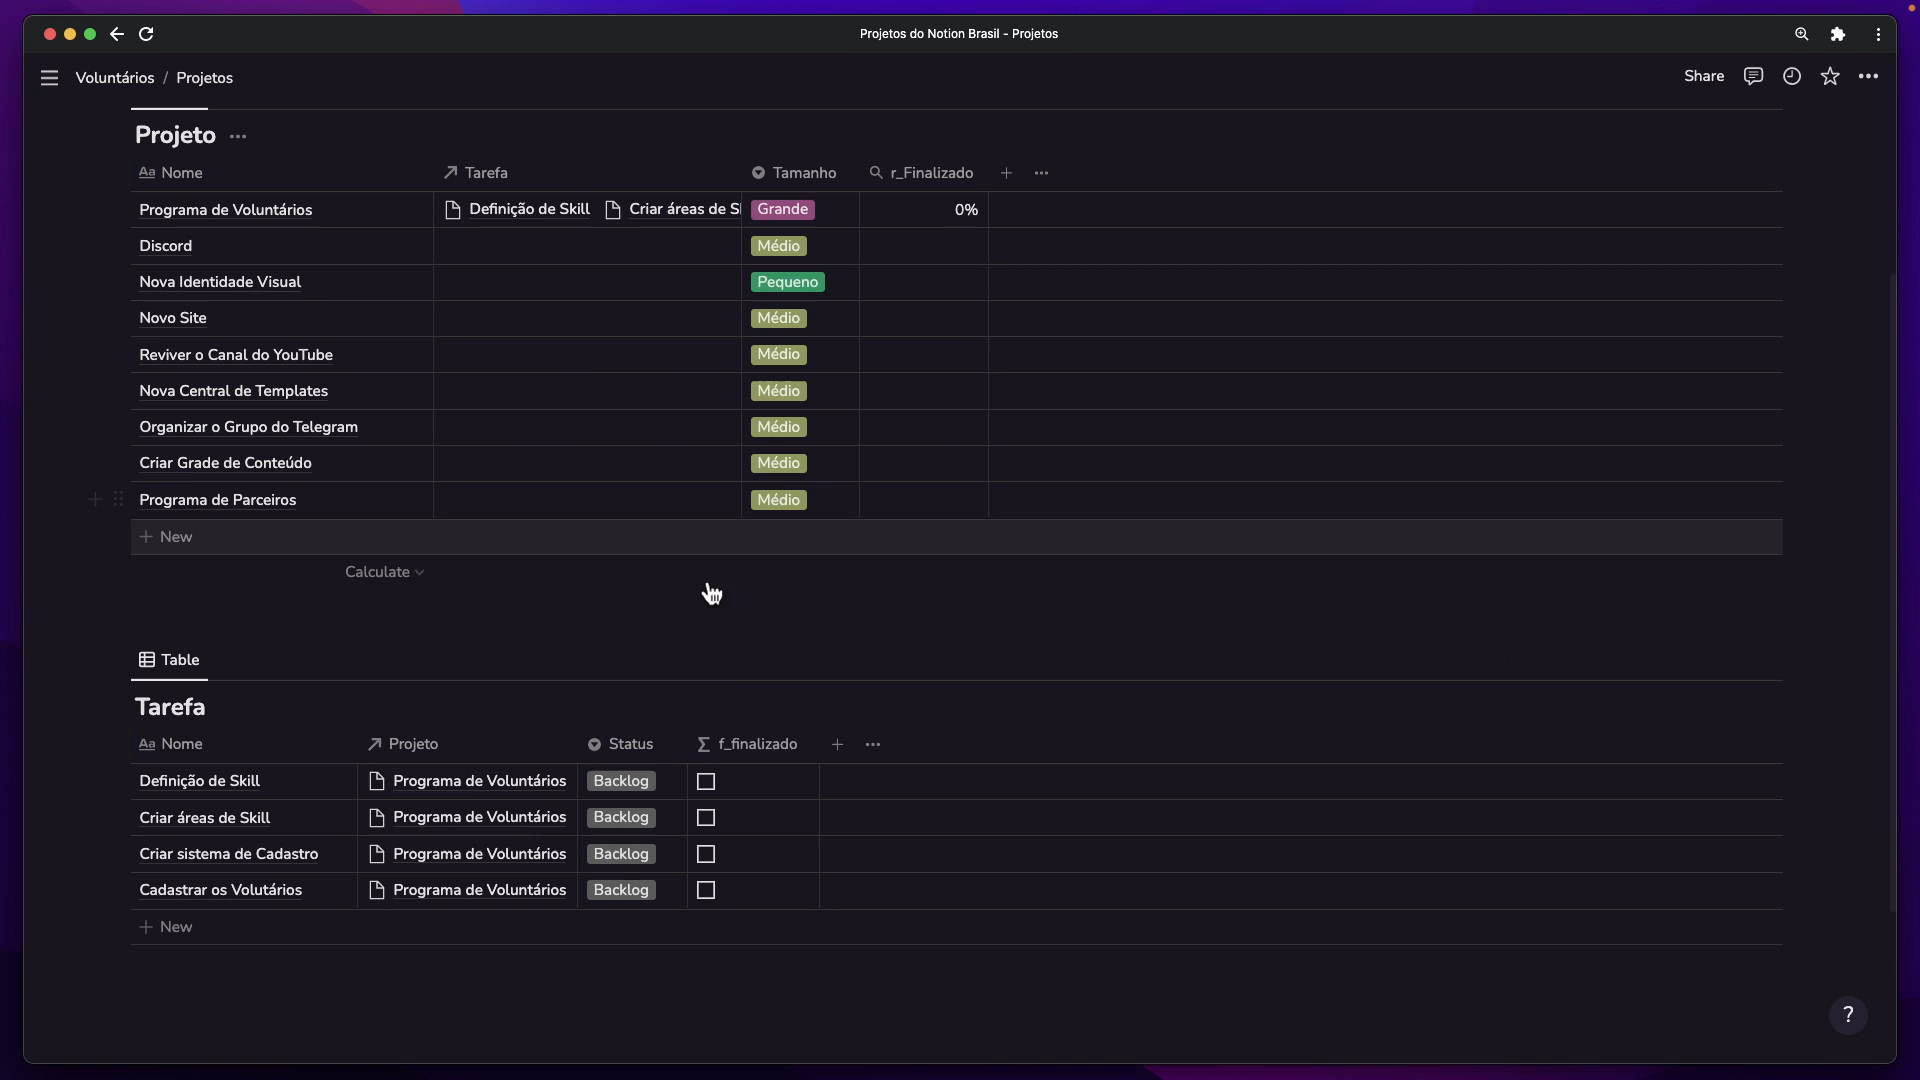 Projetos do Notion Brasil - Projetos
Voluntários / Projetos
Share
Projeto
Aa Nome Tarefa Tamanho r_Finalizado
Programa de Voluntários Definição de Skill Criar áreas de S Grande 0%
Discord Médio
Nova Identidade Visual Pequeno
Novo Site Médio
Reviver o Canal do YouTube Médio
Nova Central de Templates Médio
Organizar o Grupo do Telegram Médio
Criar Grade de Conteúdo Médio
Programa de Parceiros Médio
+ New
Calculate
Table
Tarefa
Aa Nome Projeto Status Σ f_finalizado
Definição de Skill Programa de Voluntários Backlog
Criar áreas de Skill Programa de Voluntários Backlog
Criar sistema de Cadastro Programa de Voluntários Backlog
Cadastrar os Volutários Programa de Voluntários Backlog
+ New
?